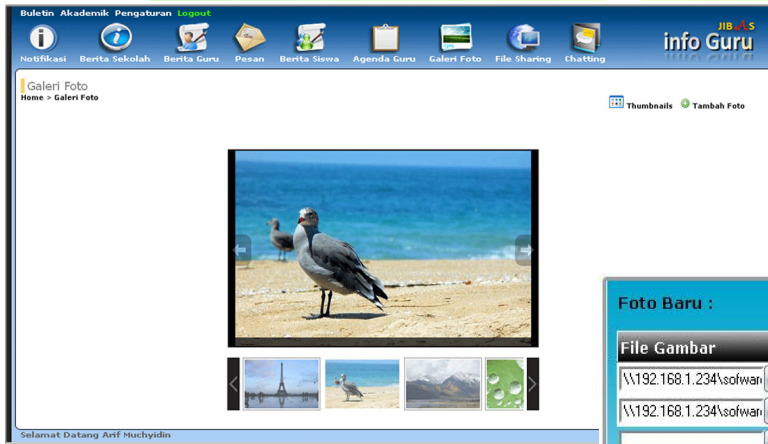 Buletin Akademik Pengaturan Logout
Notifikasi Berita Sekolah Berita Guru Pesan Berita Siswa Agenda Guru Galeri Foto File Sharing Chatting
JIBAS
info Guru
Galeri Foto
Home > Galeri Foto
Thumbnails Tambah Foto
Foto Baru :
File Gambar
\\192.168.1.234\sofwar
\\192.168.1.234\sofwar
Selamat Datang Arif Muchyidin